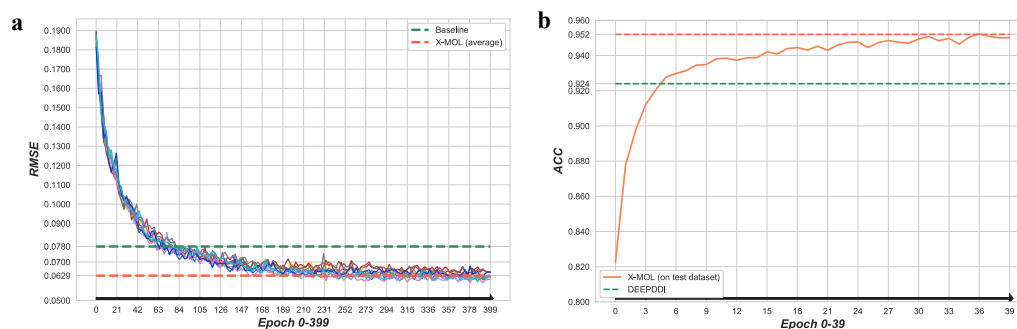 a
0.1900
0.1800
0.1700
0.1600
0.1500
0.1400
0.1300
0.1200
0.1100
0.1000
0.0900
0.0780
0.0700
0.0629
0.0500
RMSE
Baseline
X-MOL (average)
0 21 42 63 84 105 126 147 168 189 210 231 252 273 294 315 336 357 378 399
Epoch 0-399
b
0.960
0.952
0.940
0.924
0.900
0.880
0.860
0.840
0.820
0.800
ACC
X-MOL (on test dataset)
DEEPDDI
0 3 6 9 12 15 18 21 24 27 30 33 36 39
Epoch 0-39